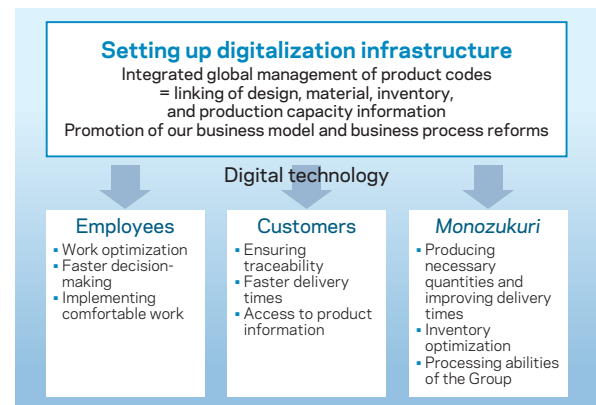 Setting up digitalization infrastructure
Integrated global management of product codes
= linking of design, material, inventory,
and production capacity information
Promotion of our business model and business process reforms
Digital technology
Employees
▪ Work optimization
▪ Faster decision-
making
▪ Implementing
comfortable work
Customers
▪ Ensuring
traceability
▪ Faster delivery
times
▪ Access to product
information
Monozukuri
▪ Producing
necessary
quantities and
improving delivery
times
▪ Inventory
optimization
▪ Processing abilities
of the Group